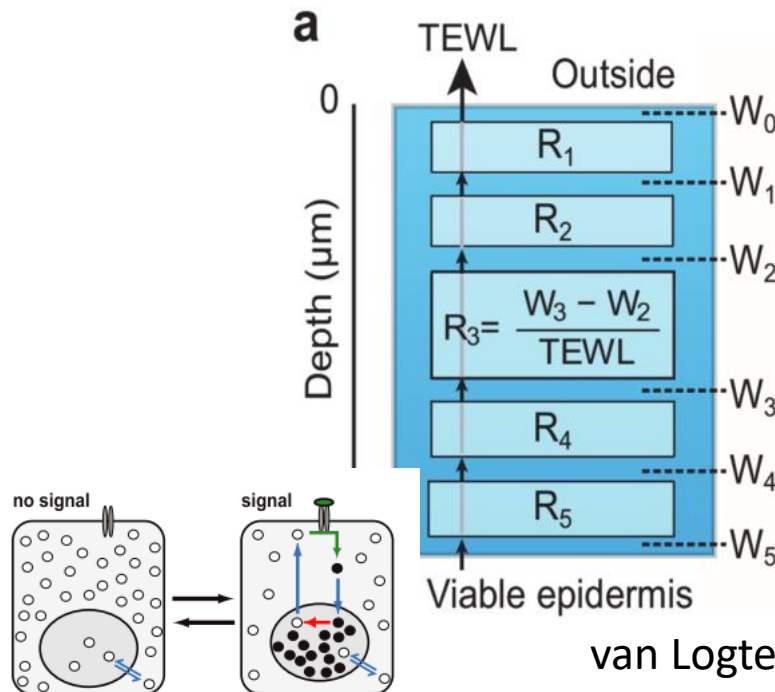 a
TEWL
Outside
0
W₀
R₁
W₁
R₂
W₂
R₃= W₃ − W₂
TEWL
W₃
R₄
W₄
R₅
W₅
Depth (µm)
Viable epidermis
no signal
signal
van Logte